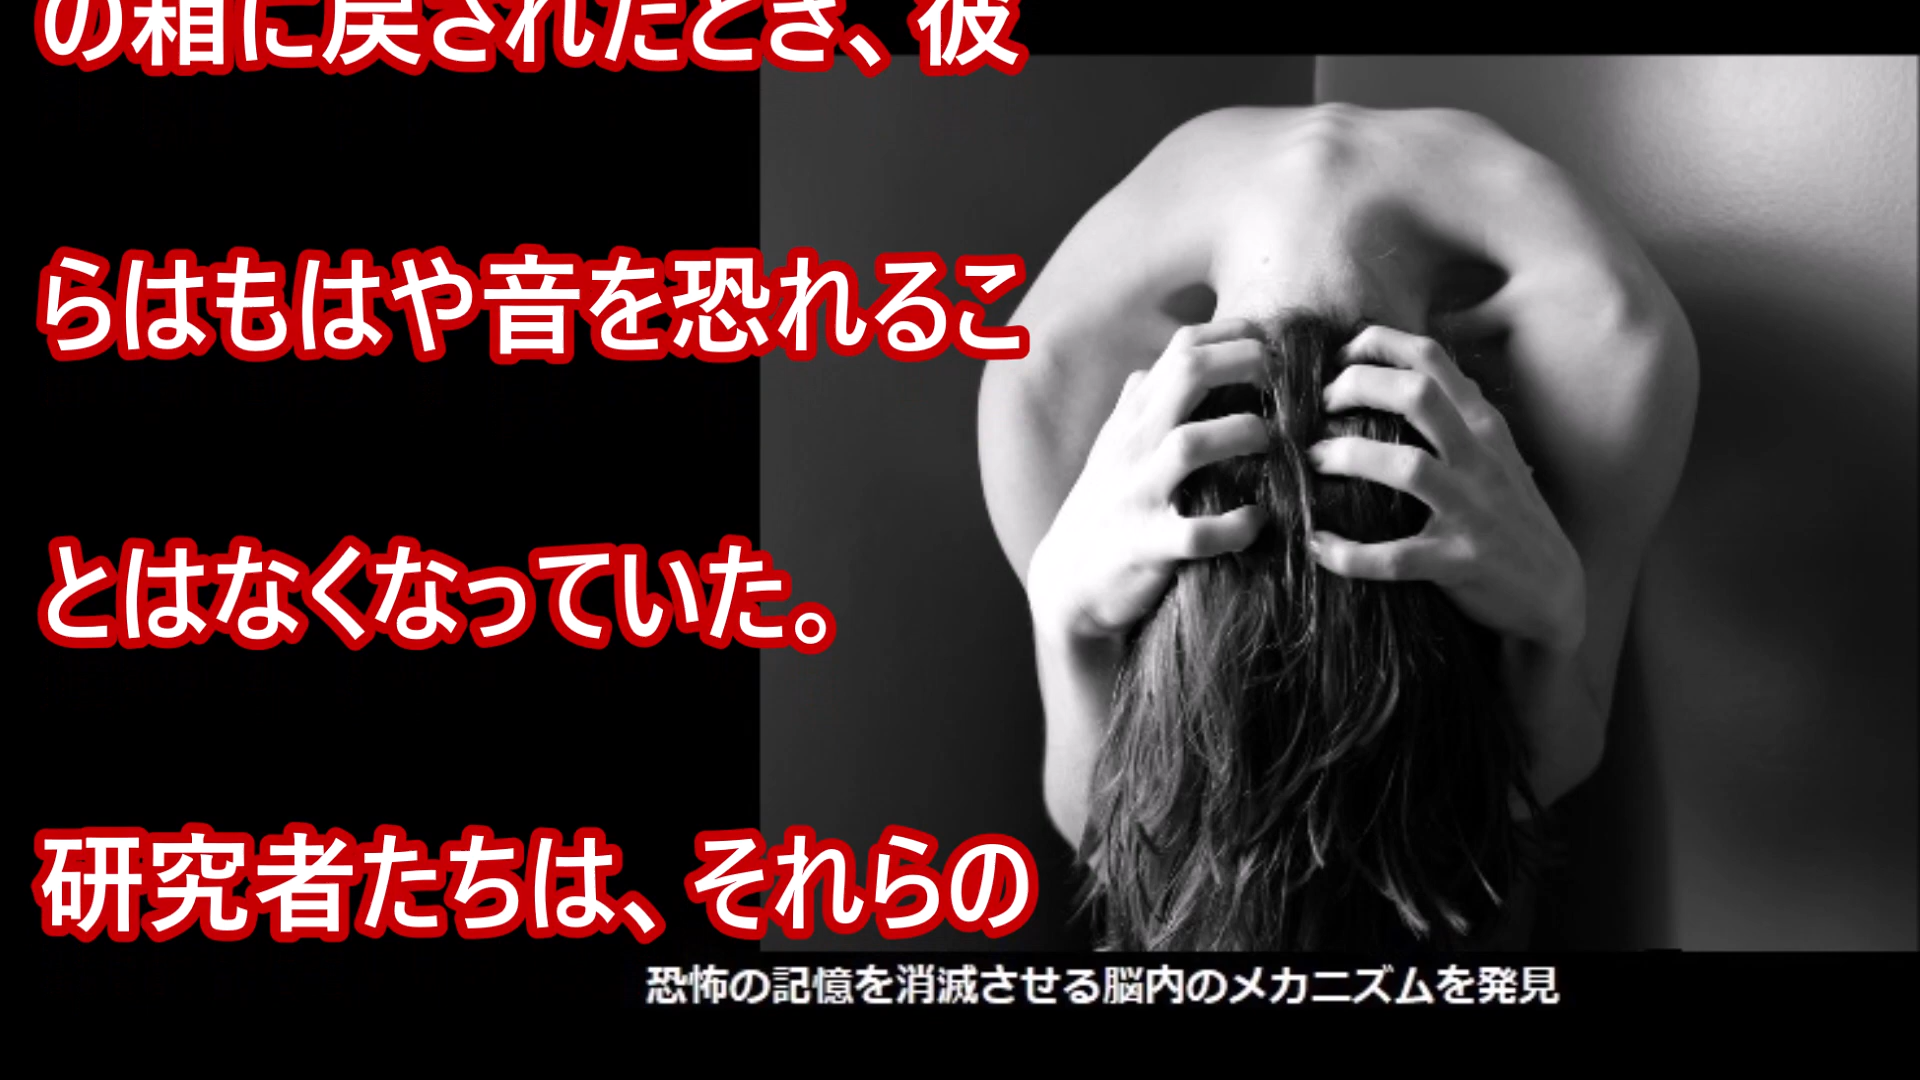 の箱に戻されたとき、彼
らはもはや音を恐れるこ
とはなくなっていた。
研究者たちは、それらの
恐怖の記憶を消滅させる脳内のメカニズムを発見